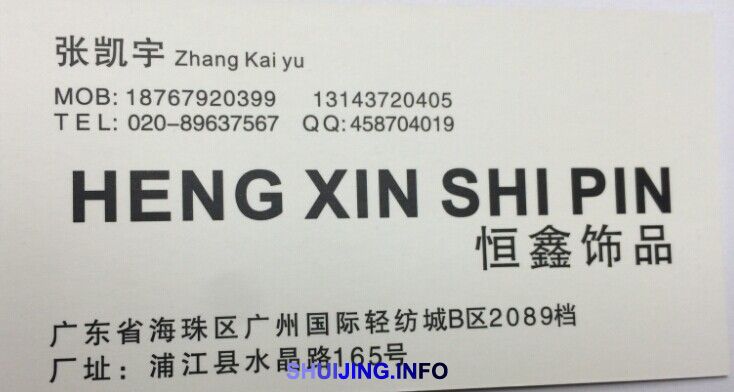 张凯宇 Zhang Kai yu
MOB: 18767920399 13143720405
TEL: 020-89637567 QQ: 458704019
HENG XIN SHI PIN
恒鑫饰品
广东省海珠区广州国际轻纺城B区2089档
厂址：浦江县水晶路165号
SHUIJING.INFO